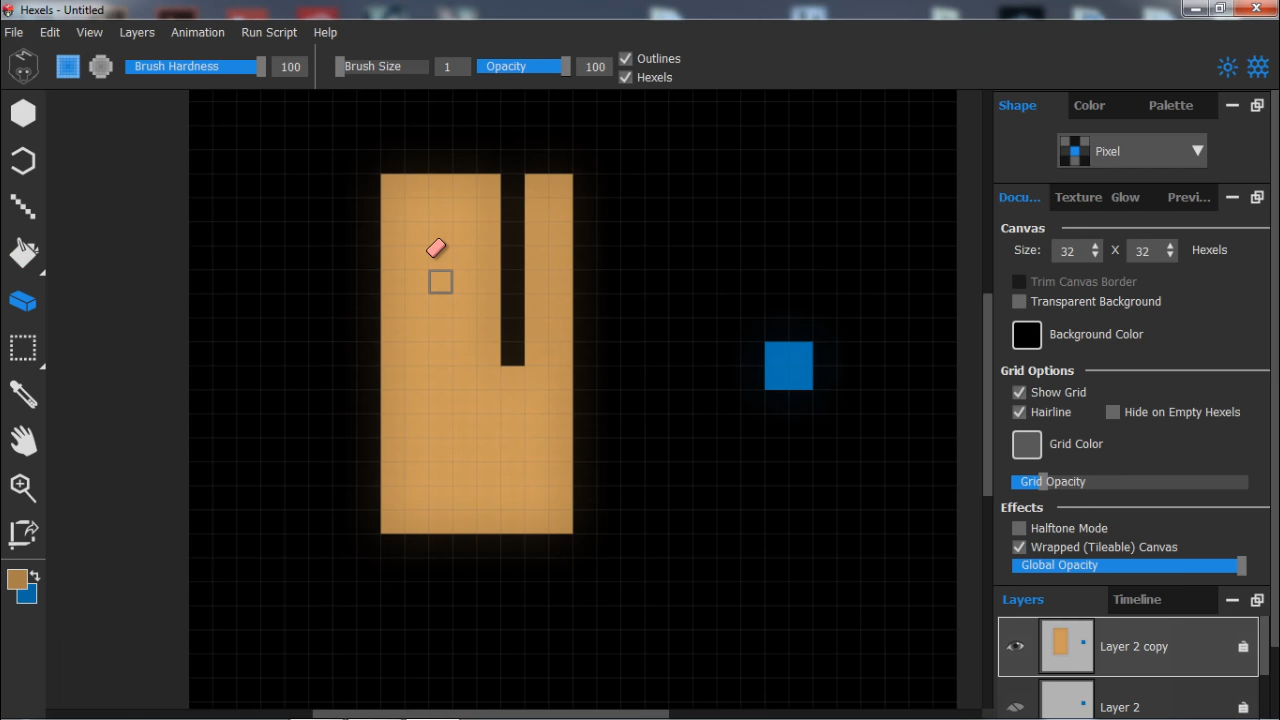 Hexels - Untitled
File Edit View Layers Animation Run Script Help
Brush Hardness 100 Brush Size 1 Opacity 100 Outlines
Hexels
Shape Color Palette
Pixel
Docu... Texture Glow Previ...
Canvas
Size: 32 X 32 Hexels
Trim Canvas Border
Transparent Background
Background Color
Grid Options
Show Grid
Hairline Hide on Empty Hexels
Grid Color
Grid Opacity
Effects
Halftone Mode
Wrapped (Tileable) Canvas
Global Opacity
Layers Timeline
Layer 2 copy
Layer 2